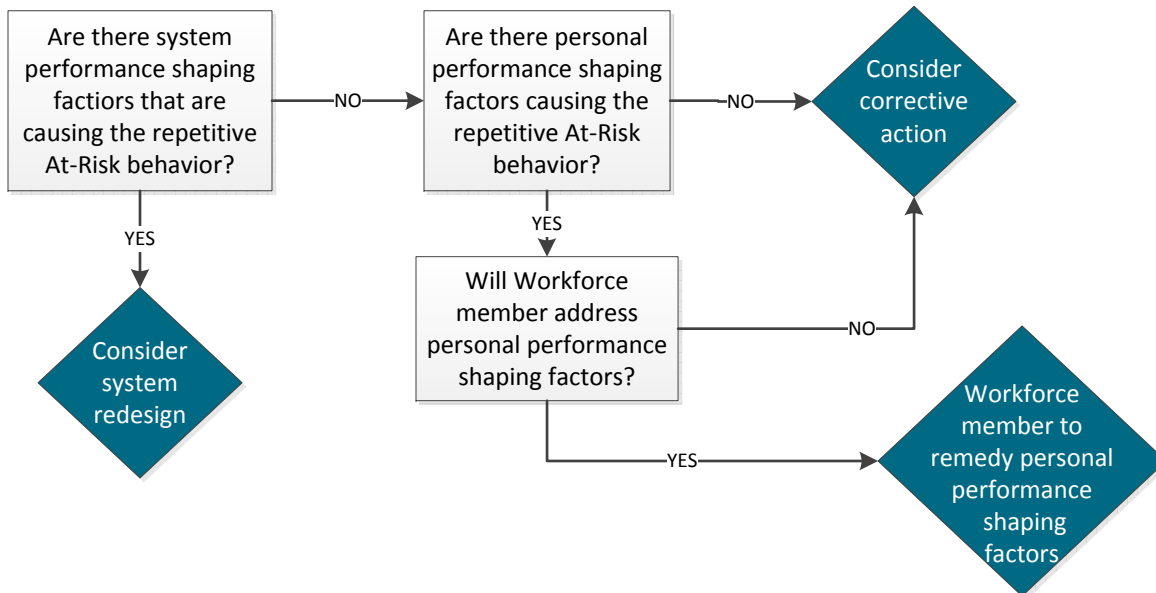 Are there system
performance shaping
factiors that are
causing the repetitive
At-Risk behavior?
NO
Are there personal
performance shaping
factors causing the
repetitive At-Risk
behavior?
NO
Consider
corrective
action
YES
YES
Consider
system
redesign
Will Workforce
member address
personal performance
shaping factors?
NO
YES
Workforce
member to
remedy personal
performance
shaping
factors